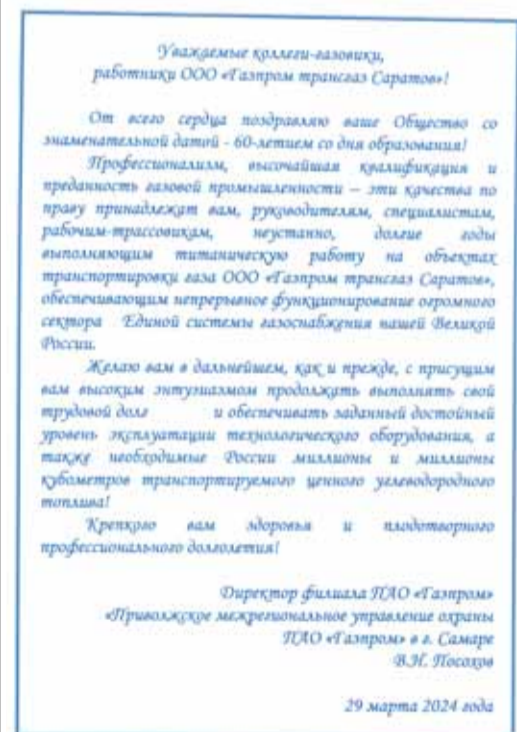 Уважаемые коллеги-газовики,
работники ООО «Газпром трансгаз Саратов»!
От всего сердца поздравляю ваше Общество со
знаменательной датой - 60-летием со дня образования!
Профессионализм, высочайшая квалификация и
преданность газовой промышленности – эти качества по
праву принадлежат вам, руководителям, специалистам,
рабочим-трассовикам, неустанно, долгие годы
выполняющим титаническую работу на объектах
транспортировки газа ООО «Газпром трансгаз Саратов»,
обеспечивающим непрерывное функционирование огромного
сектора Единой системы газоснабжения нашей Великой
России.
Желаю вам в дальнейшем, как и прежде, с присущим
вам высоким энтузиазмом продолжать выполнять свой
трудовой долг и обеспечивать заданный достойный
уровень эксплуатации технологического оборудования, а
также необходимые России миллионы и миллионы
кубометров транспортируемого ценного углеводородного
топлива!
Крепкого вам здоровья и плодотворного
профессионального долголетия!
Директор филиала ПАО «Газпром»
«Приволжское межрегиональное управление охраны
ПАО «Газпром» в г. Самаре
В.Н. Посохов
29 марта 2024 года